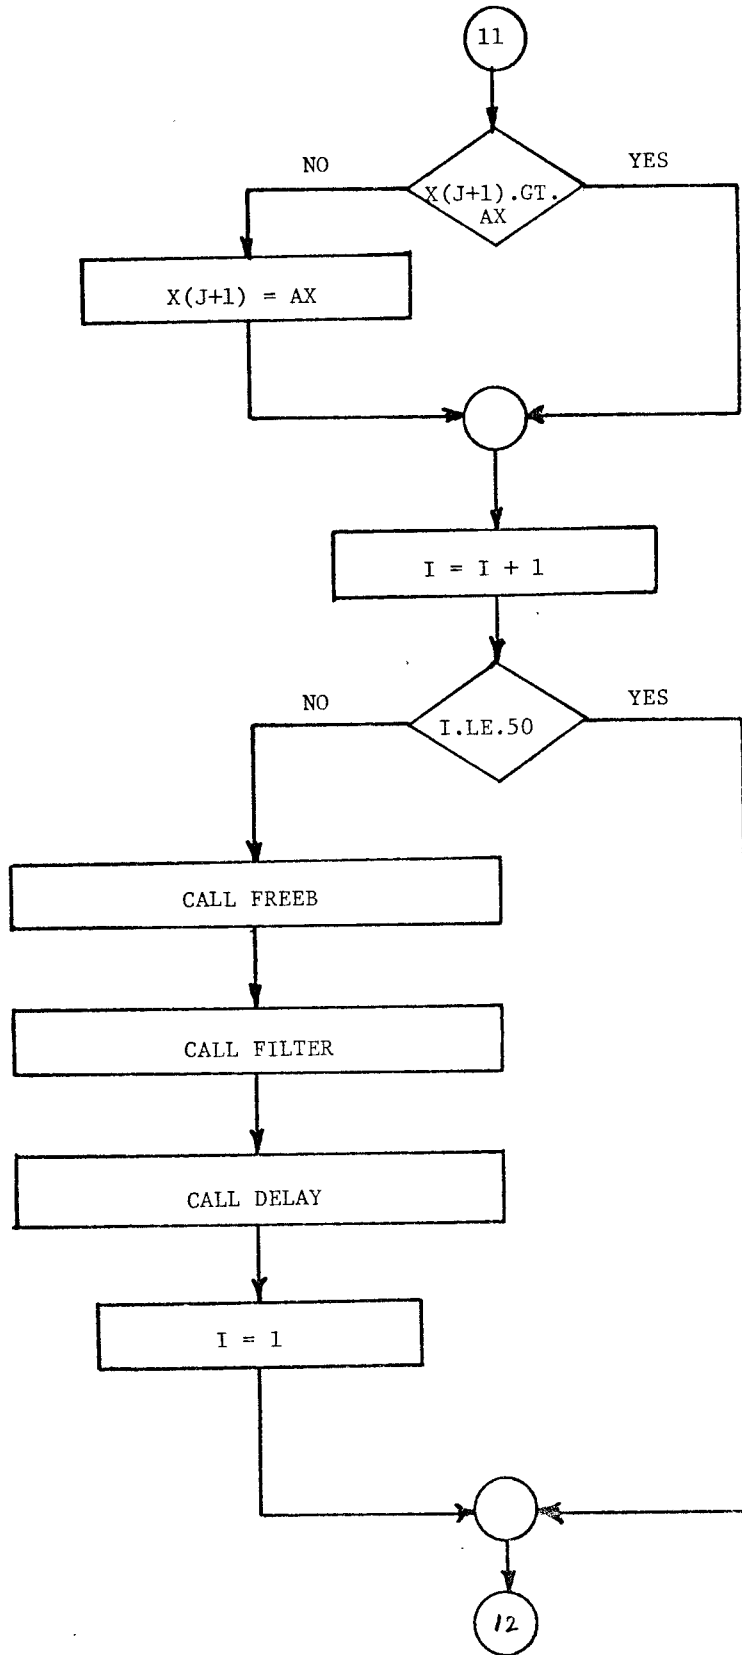 11
NO
YES
X(J+1).GT.
AX
X(J+1) = AX
I = I + 1
NO
YES
I.LE.50
CALL FREEB
CALL FILTER
CALL DELAY
I = 1
12